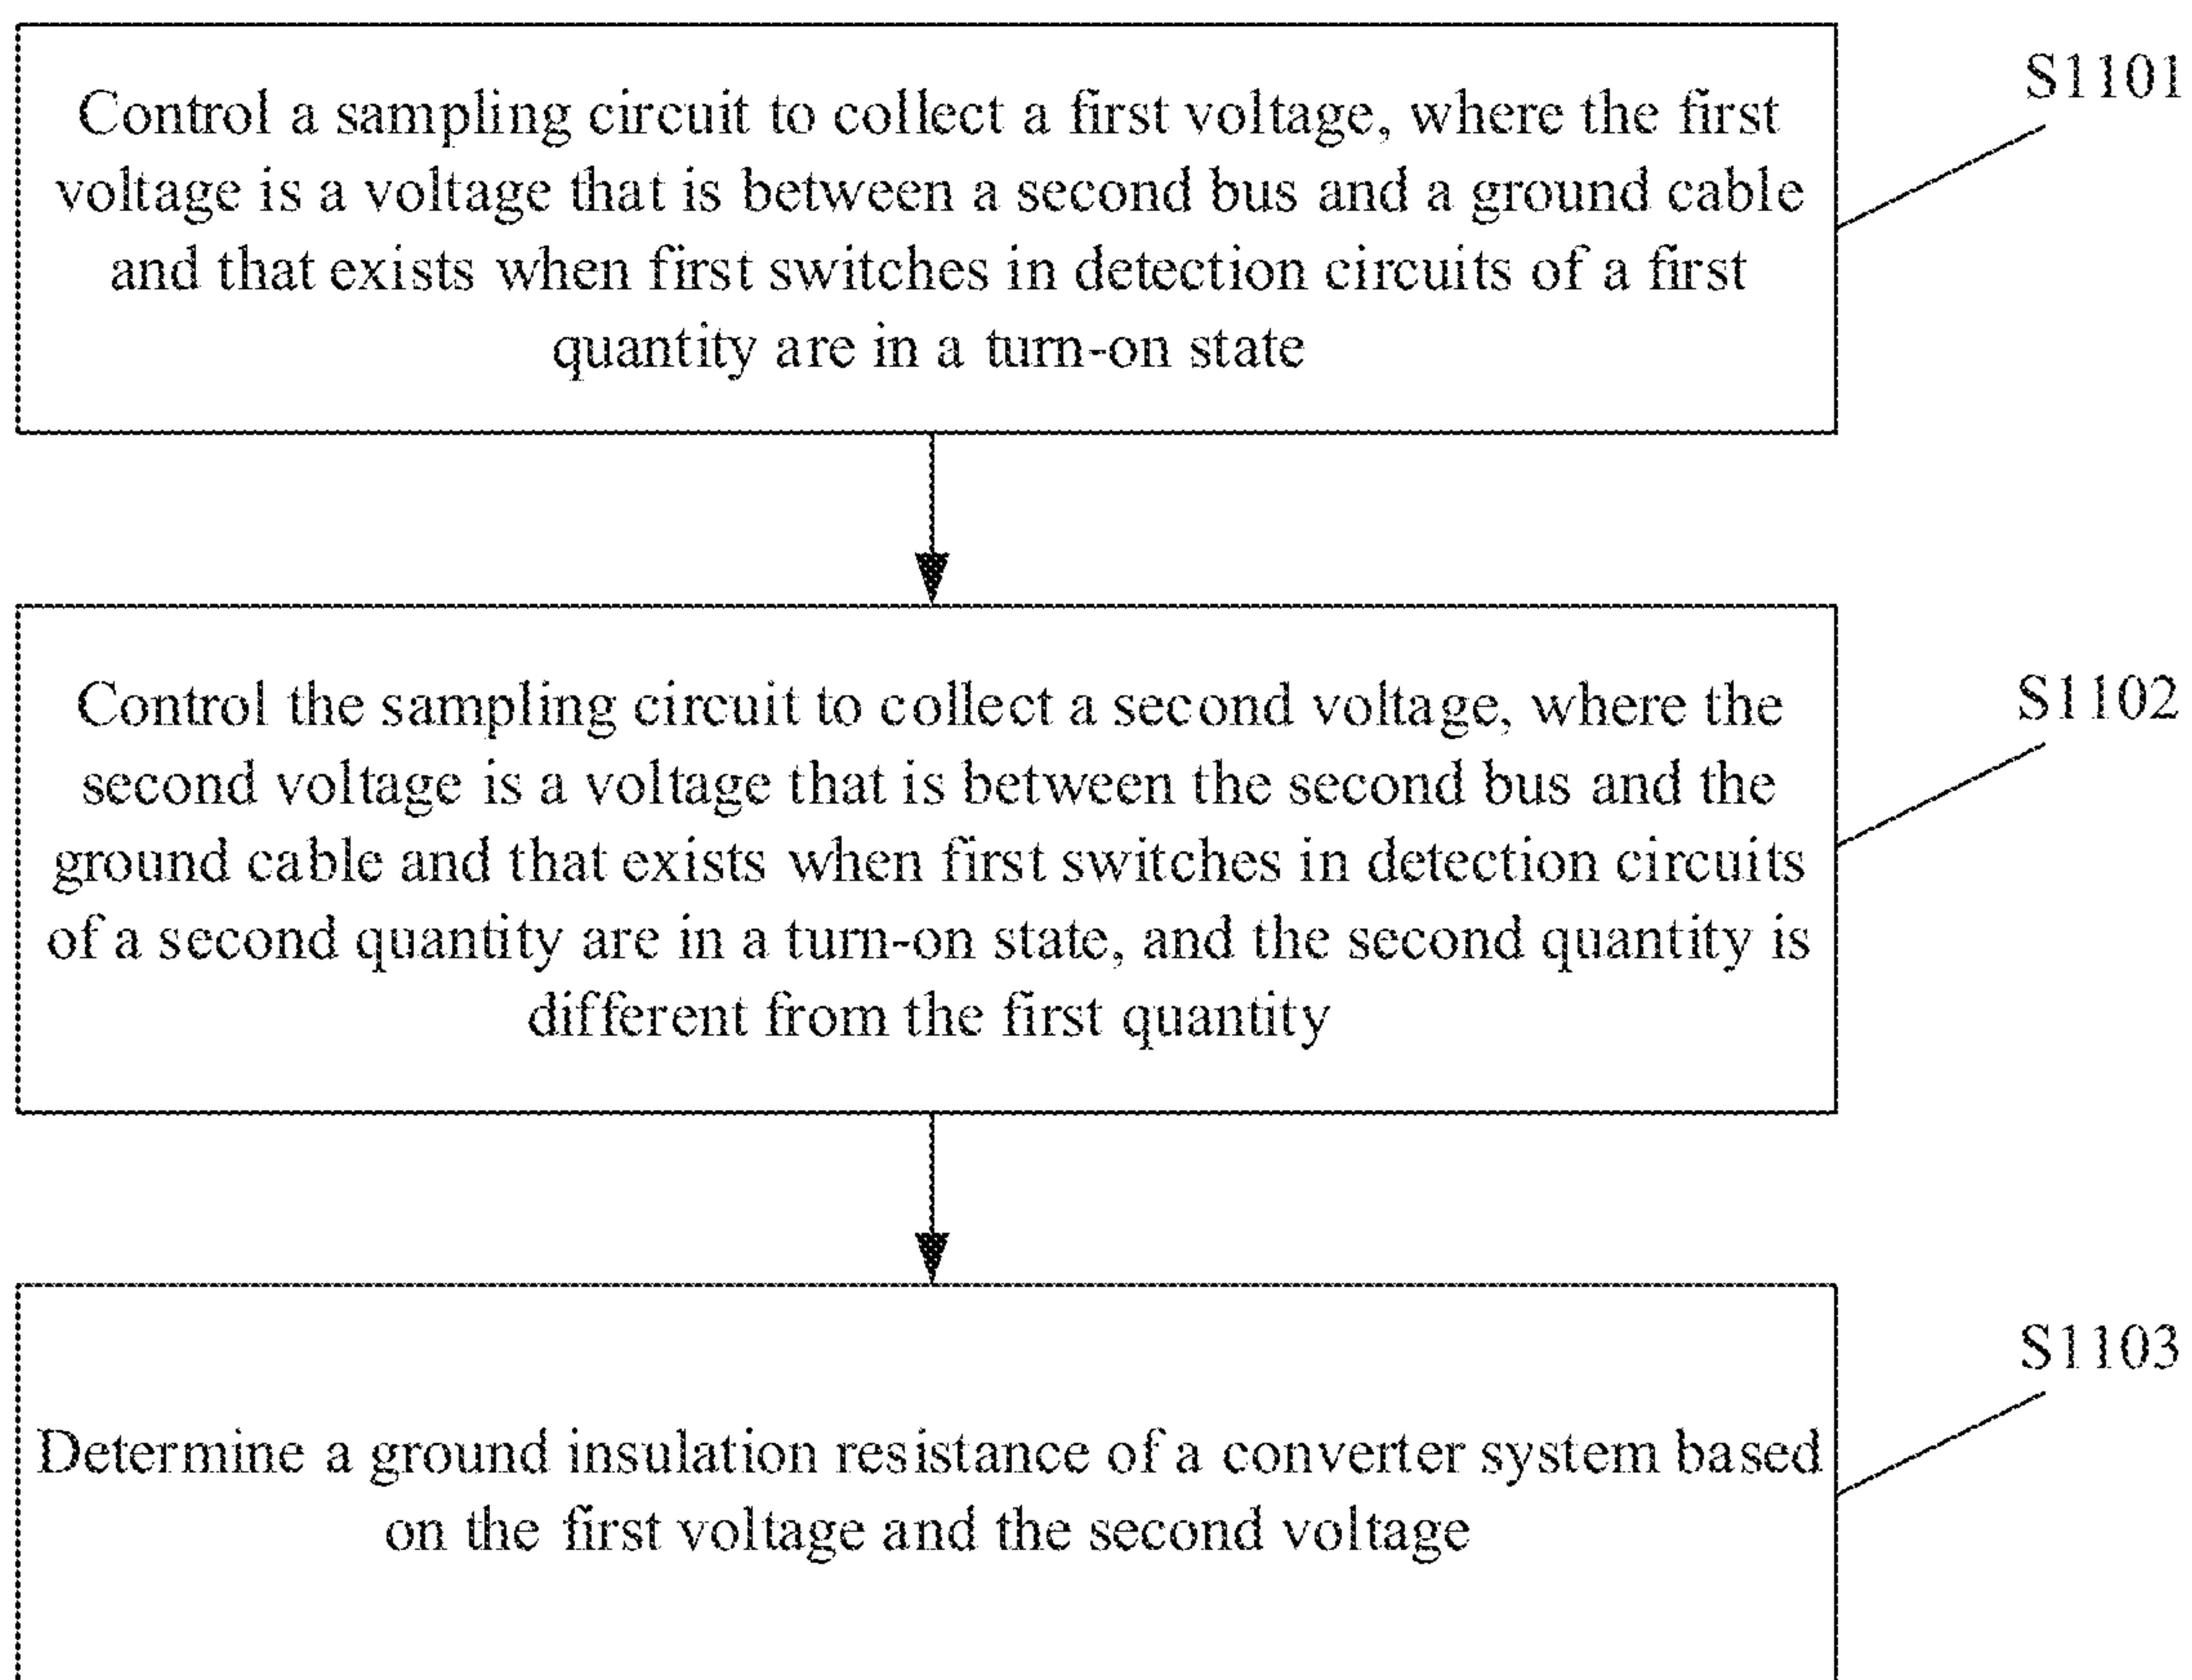 S1101
Control a sampling circuit to collect a first voltage, where the first
voltage is a voltage that is between a second bus and a ground cable
and that exists when first switches in detection circuits of a first
quantity are in a turn-on state
S1102
Control the sampling circuit to collect a second voltage, where the
second voltage is a voltage that is between the second bus and the
ground cable and that exists when first switches in detection circuits
of a second quantity are in a turn-on state, and the second quantity is
different from the first quantity
S1103
Determine a ground insulation resistance of a converter system based
on the first voltage and the second voltage